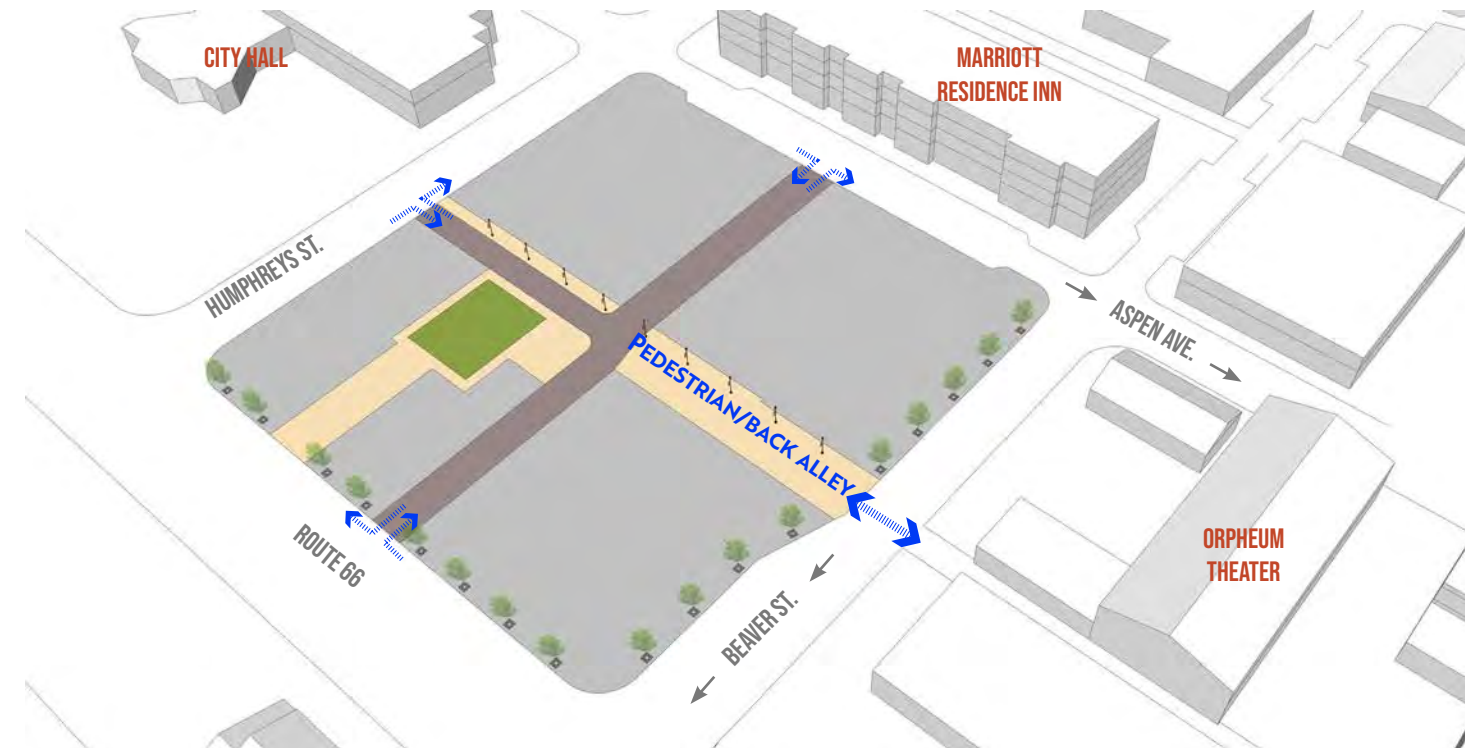 CITY HALL
MARRIOTT
RESIDENCE INN
HUMPHREYS ST.
ASPEN AVE.
PEDESTRIAN/BACK ALLEY
ROUTE 66
ORPHEUM
THEATER
BEAVER ST.